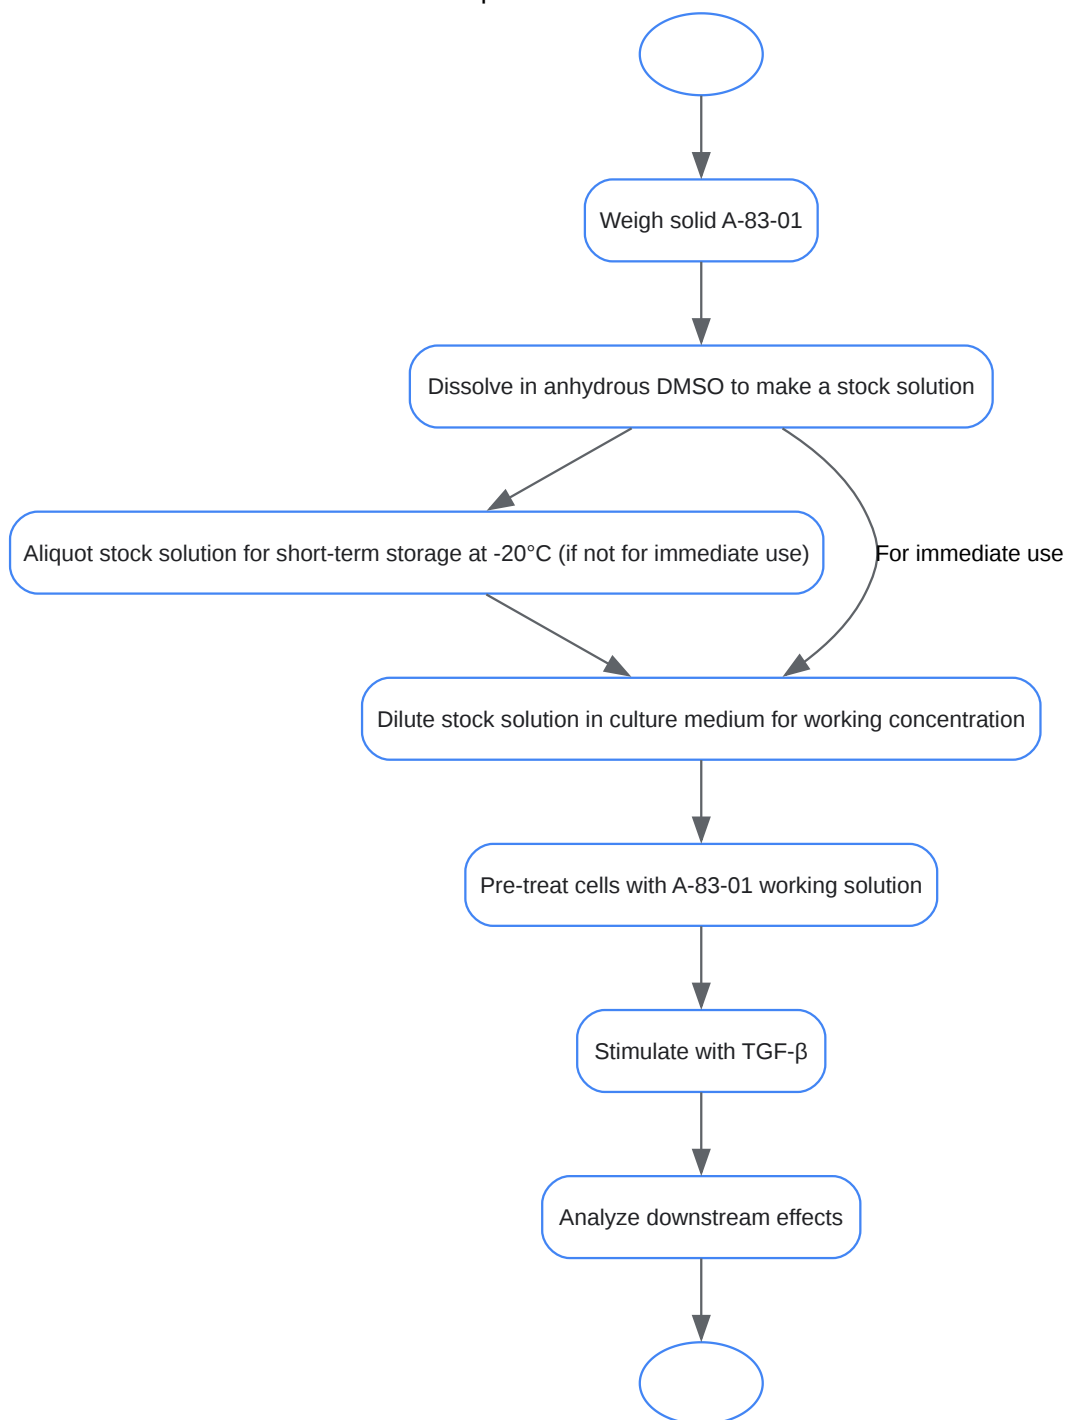 Weigh solid A-83-01
Dissolve in anhydrous DMSO to make a stock solution
Aliquot stock solution for short-term storage at -20°C (if not for immediate use)
For immediate use
Dilute stock solution in culture medium for working concentration
Pre-treat cells with A-83-01 working solution
Stimulate with TGF-β
Analyze downstream effects